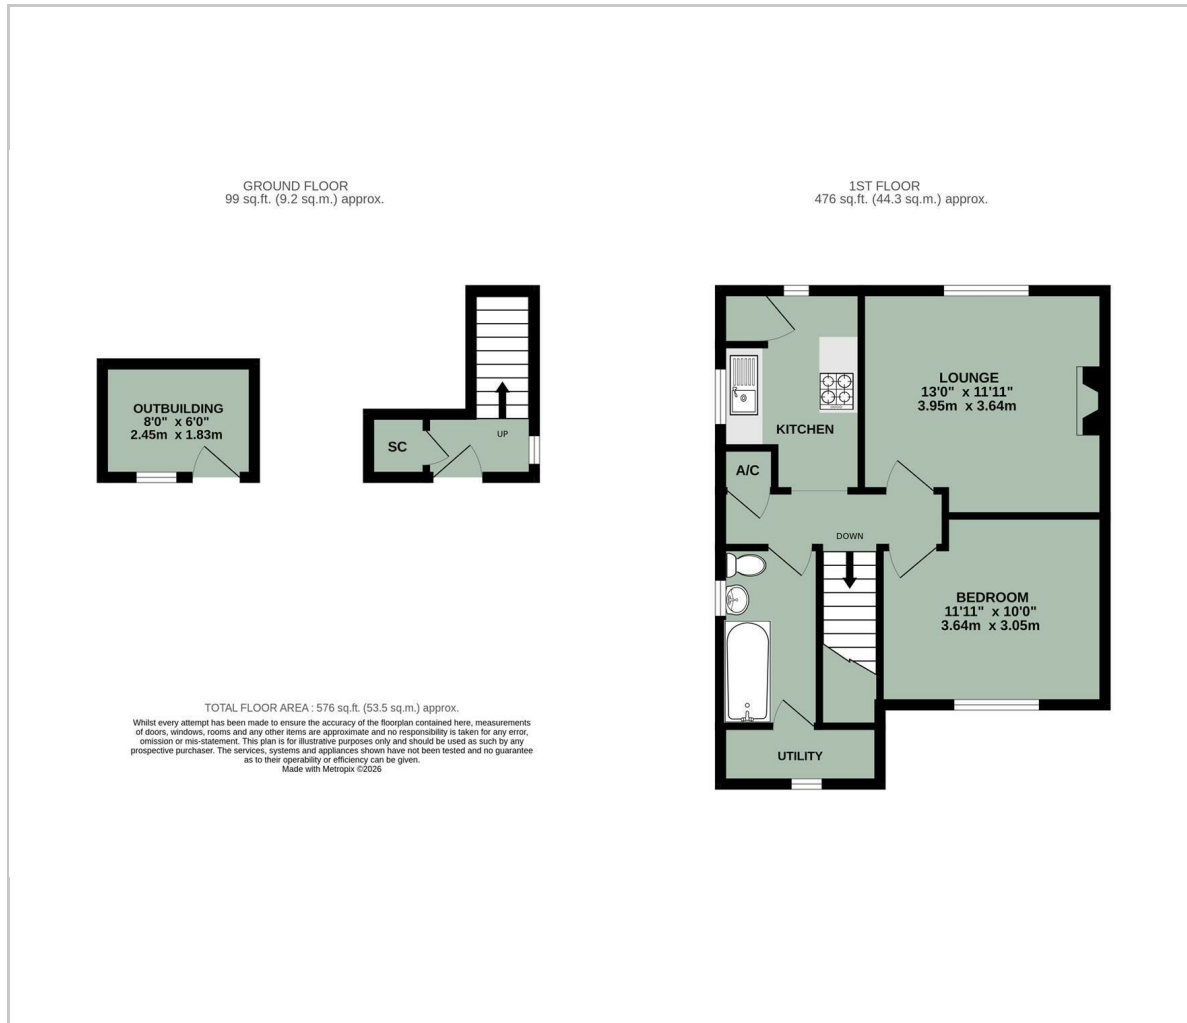 GROUND FLOOR
99 sq.ft. (9.2 sq.m.) approx.
1ST FLOOR
476 sq.ft. (44.3 sq.m.) approx.
OUTBUILDING
8'0" x 6'0"
2.45m x 1.83m
SC
UP
LOUNGE
13'0" x 11'11"
3.95m x 3.64m
KITCHEN
A/C
DOWN
BEDROOM
11'11" x 10'0"
3.64m x 3.05m
UTILITY
TOTAL FLOOR AREA : 576 sq.ft. (53.5 sq.m.) approx.
Whilst every attempt has been made to ensure the accuracy of the floorplan contained here, measurements
of doors, windows, rooms and any other items are approximate and no responsibility is taken for any error,
omission or mis-statement. This plan is for illustrative purposes only and should be used as such by any
prospective purchaser. The services, systems and appliances shown have not been tested and no guarantee
as to their operability or efficiency can be given.
Made with Metropix ©2026